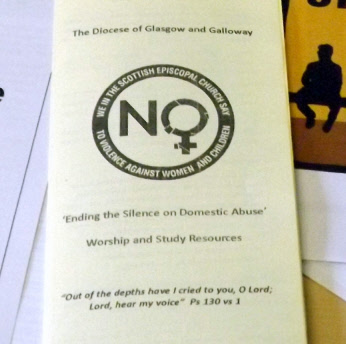 The Diocese of Glasgow and Galloway
WE IN THE SCOTTISH EPISCOPAL CHURCH SAY
NO
TO VIOLENCE AGAINST WOMEN AND CHILDREN
'Ending the Silence on Domestic Abuse'
Worship and Study Resources
"Out of the depths have I cried to you, O Lord;
Lord, hear my voice" Ps 130 vs 1